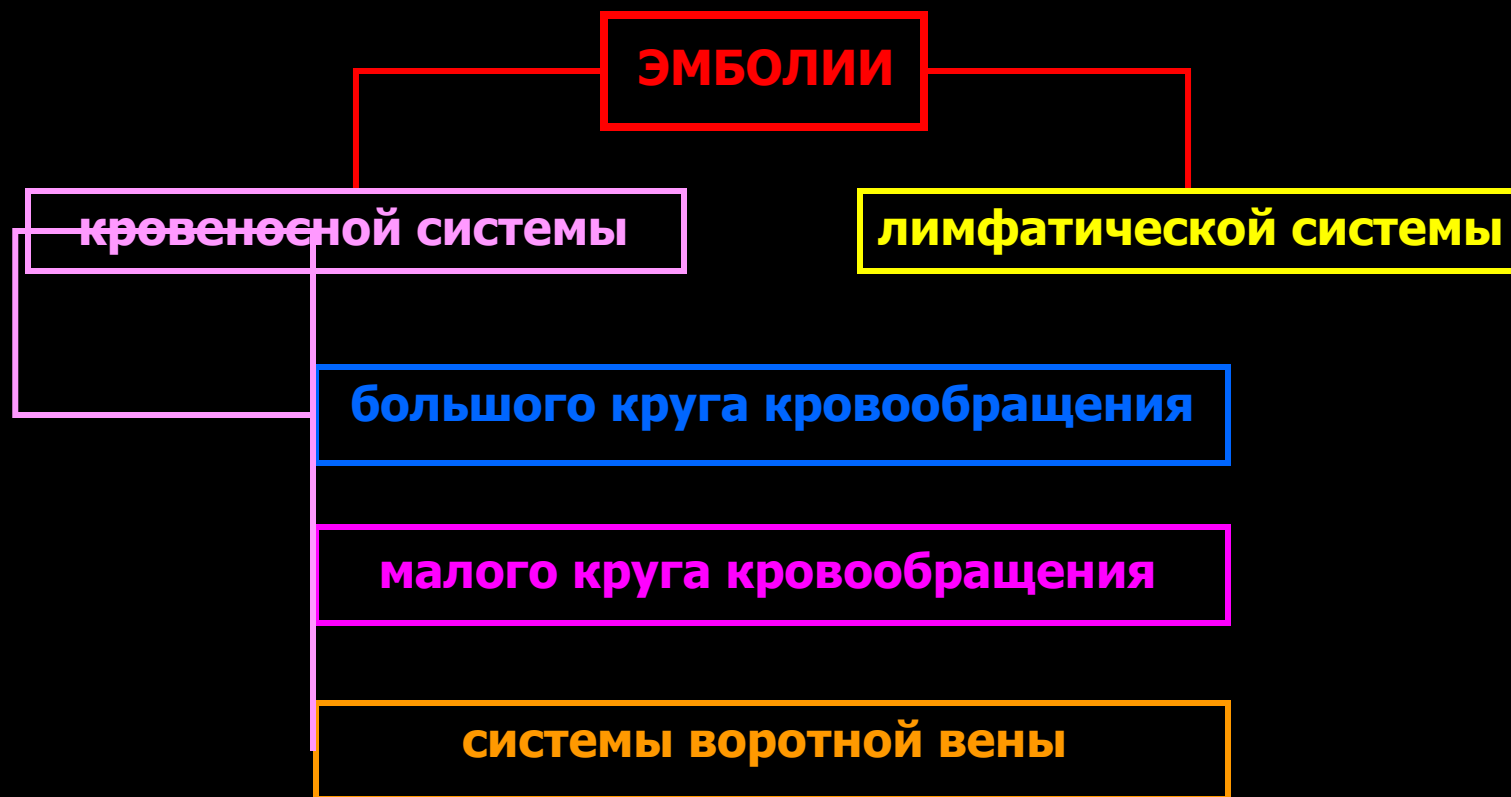 ЭМБОЛИИ
кровеносной системы
лимфатической системы
большого круга кровообращения
малого круга кровообращения
системы воротной вены